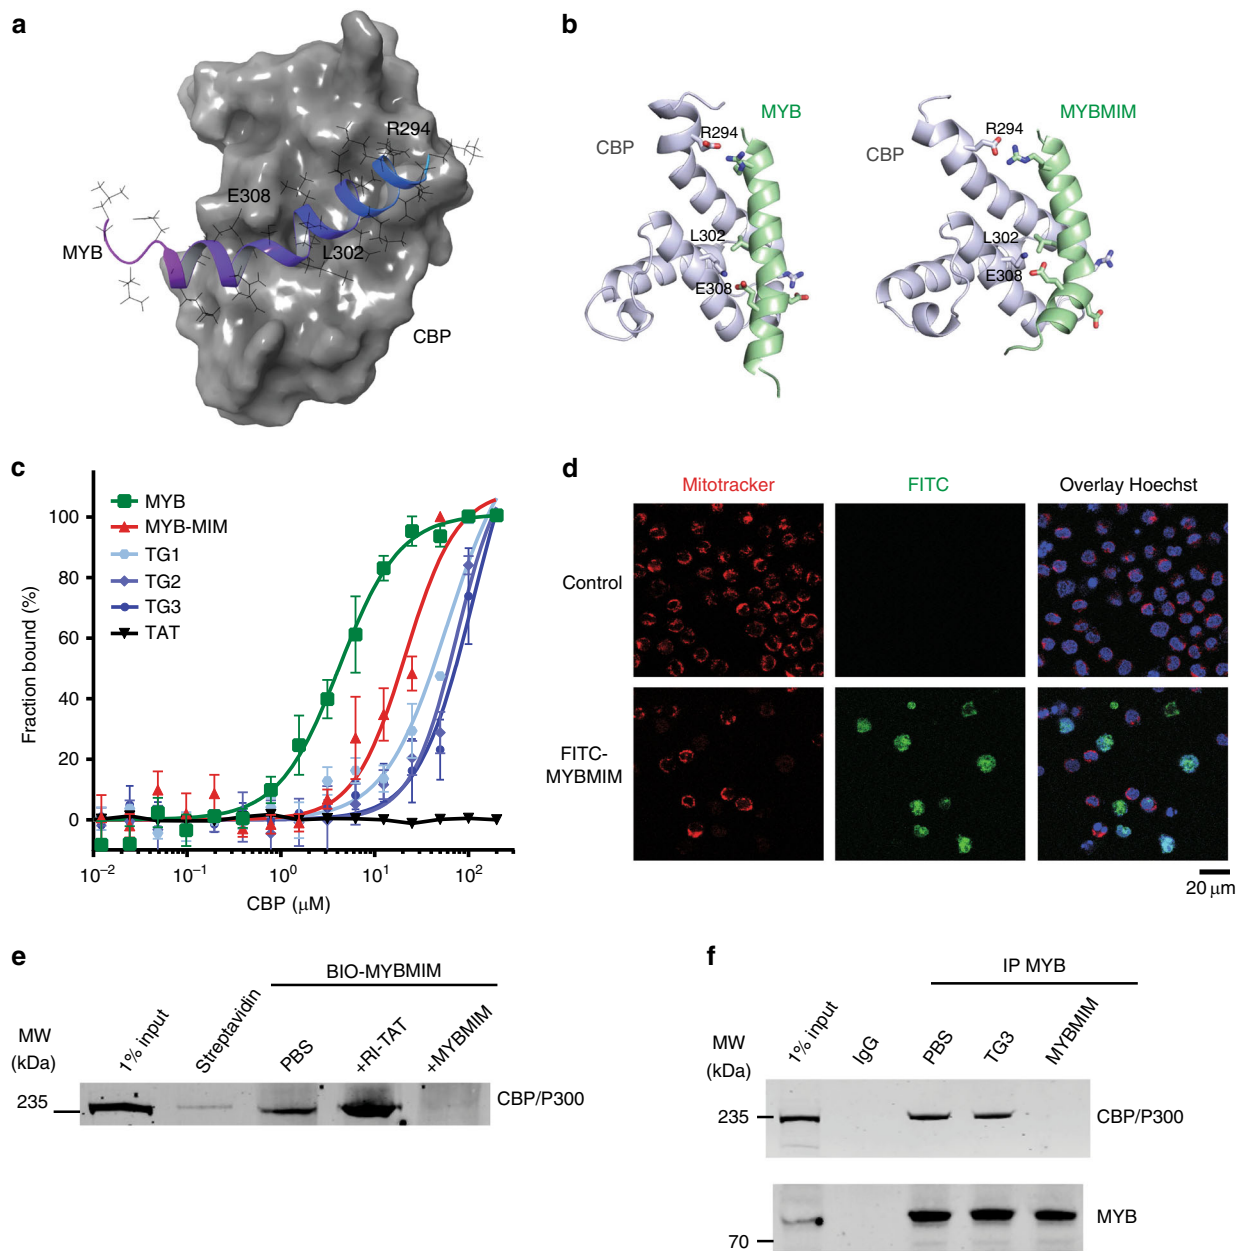 a
R294
E308
MYB
L302
CBP
b
MYB
R294
CBP
L302
E308
MYBMIM
R294
CBP
L302
E308
c
MYB
MYB-MIM
TG1
TG2
TG3
TAT
Fraction bound (%)
100
80
60
40
20
0
10⁻² 10⁻¹ 10⁰ 10¹ 10²
CBP (μM)
d
Mitotracker FITC Overlay Hoechst
Control
FITC-
MYBMIM
20 μm
e
BIO-MYBMIM
MW
(kDa)
1% input
Streptavidin
PBS
+RI-TAT
+MYBMIM
235
CBP/P300
f
IP MYB
MW
(kDa)
1% input
IgG
PBS
TG3
MYBMIM
235
CBP/P300
MYB
70